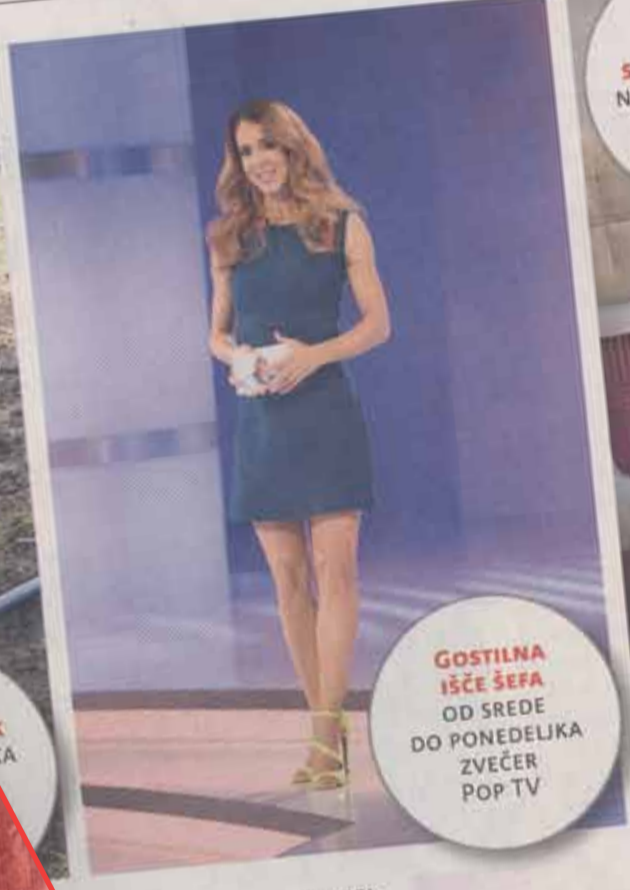 GOSTILNA
IŠČE ŠEFA
OD SREDE
DO PONEDELJKA
ZVEČER
POP TV